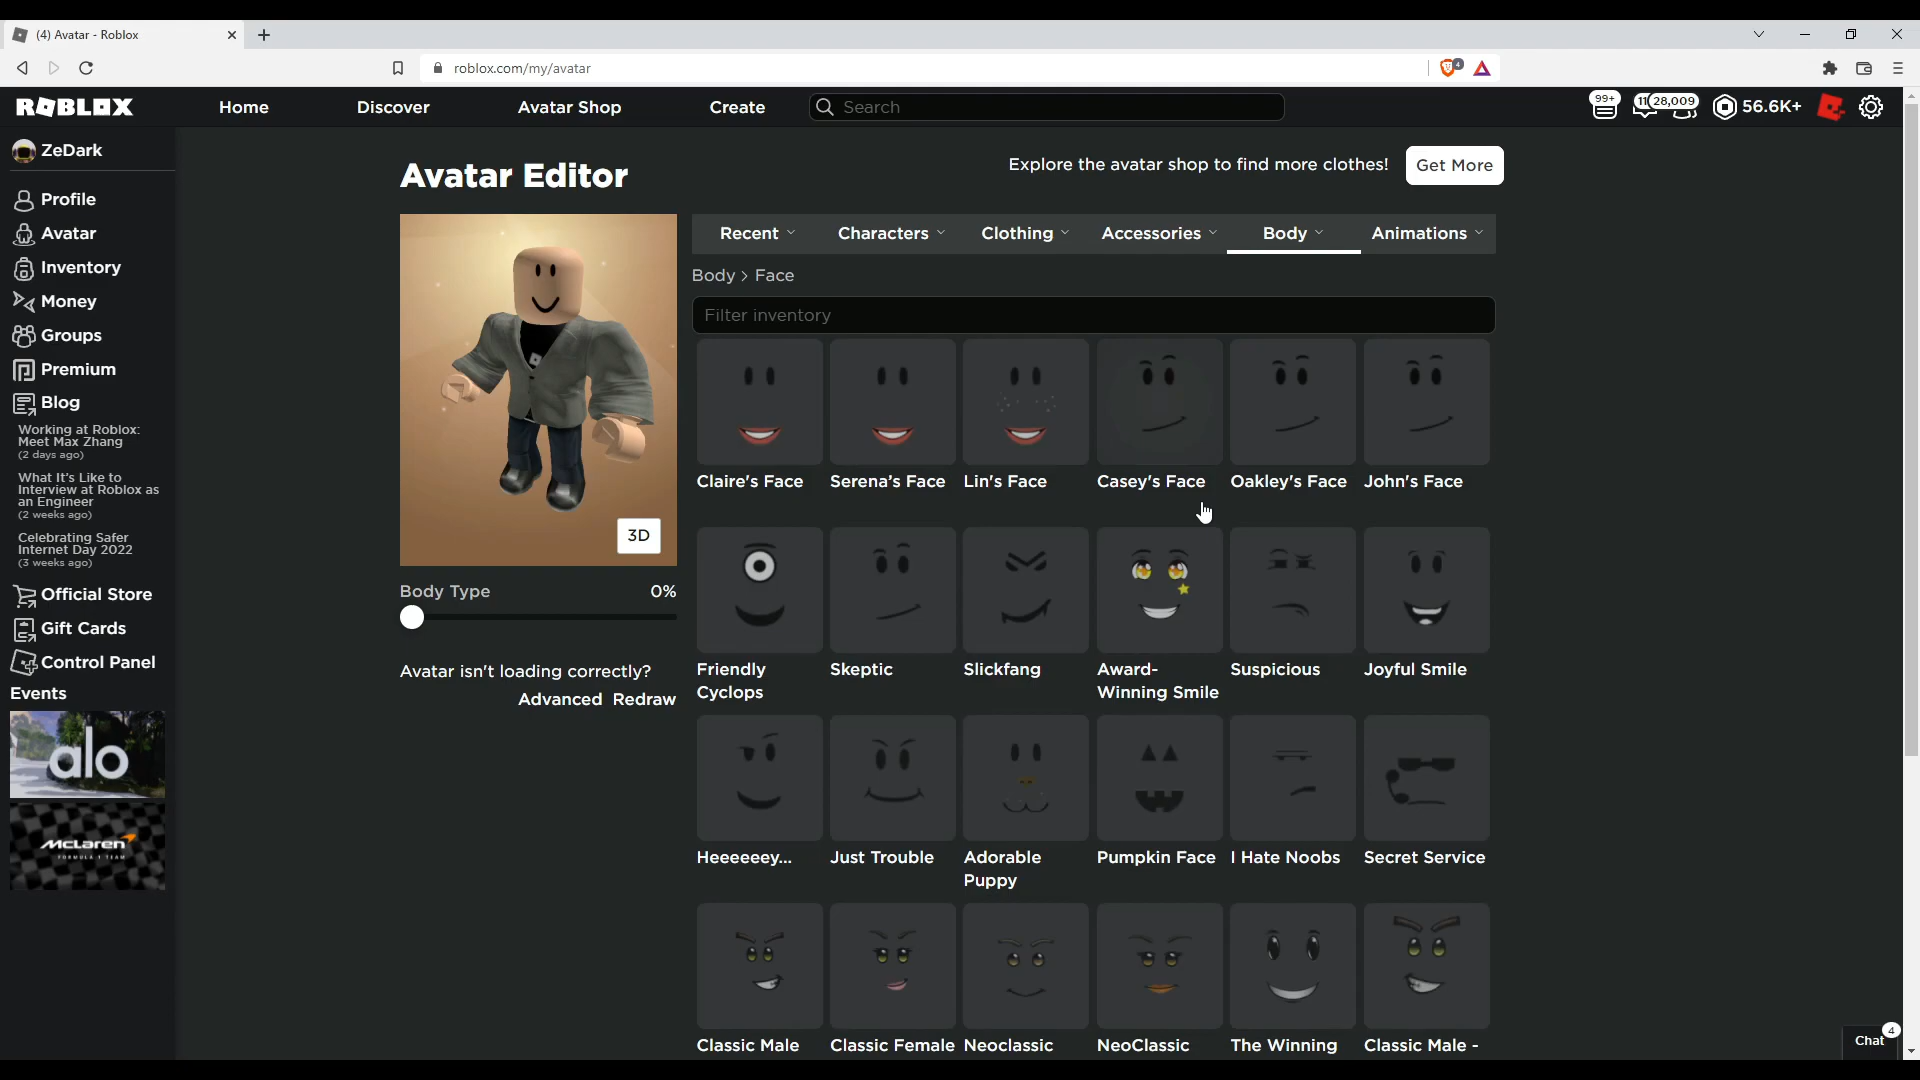 (4) Avatar - Roblox
roblox.com/my/avatar
4
ROBLOX
Home
Discover
Avatar Shop
Create
Search
99+
11
28,009
56.6K+
ZeDark
Profile
Avatar
Inventory
Money
Groups
Premium
Blog
Working at Roblox:
Meet Max Zhang
(2 days ago)
What It's Like to
Interview at Roblox as
an Engineer
(2 weeks ago)
Celebrating Safer
Internet Day 2022
(3 weeks ago)
Official Store
Gift Cards
Control Panel
Events
alo
McLaren
FORMULA 1 TEAM
Avatar Editor
Explore the avatar shop to find more clothes!
Get More
3D
Body Type
0%
Avatar isn't loading correctly?
Advanced Redraw
Recent
Characters
Clothing
Accessories
Body
Animations
Body > Face
Filter inventory
Claire's Face
Serena's Face
Lin's Face
Casey's Face
Oakley's Face
John's Face
Friendly
Cyclops
Skeptic
Slickfang
Award-
Winning Smile
Suspicious
Joyful Smile
Heeeeeey...
Just Trouble
Adorable
Puppy
Pumpkin Face
I Hate Noobs
Secret Service
Classic Male
Classic Female
Neoclassic
NeoClassic
The Winning
Classic Male -
Chat
4